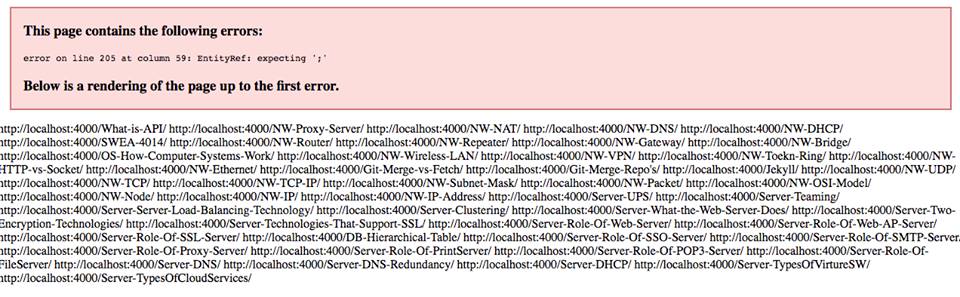 This page contains the following errors:
error on line 205 at column 59: EntityRef: expecting ';'
Below is a rendering of the page up to the first error.
http://localhost:4000/What-is-API/ http://localhost:4000/NW-Proxy-Server/ http://localhost:4000/NW-NAT/ http://localhost:4000/NW-DNS/ http://localhost:4000/NW-DHCP/
http://localhost:4000/SWEA-4014/ http://localhost:4000/NW-Router/ http://localhost:4000/NW-Repeater/ http://localhost:4000/NW-Gateway/ http://localhost:4000/NW-Bridge/
http://localhost:4000/OS-How-Computer-Systems-Work/ http://localhost:4000/NW-Wireless-LAN/ http://localhost:4000/NW-VPN/ http://localhost:4000/NW-Toekn-Ring/ http://localhost:4000/NW-
HTTP-vs-Socket/ http://localhost:4000/NW-Ethernet/ http://localhost:4000/Git-Merge-vs-Fetch/ http://localhost:4000/Git-Merge-Repo's/ http://localhost:4000/Jekyll/ http://localhost:4000/NW-UDP/
http://localhost:4000/NW-TCP/ http://localhost:4000/NW-TCP-IP/ http://localhost:4000/NW-Subnet-Mask/ http://localhost:4000/NW-Packet/ http://localhost:4000/NW-OSI-Model/
http://localhost:4000/NW-Node/ http://localhost:4000/NW-IP/ http://localhost:4000/NW-IP-Address/ http://localhost:4000/Server-UPS/ http://localhost:4000/Server-Teaming/
http://localhost:4000/Server-Server-Load-Balancing-Technology/ http://localhost:4000/Server-Clustering/ http://localhost:4000/Server-What-the-Web-Server-Does/ http://localhost:4000/Server-Two-
Encryption-Technologies/ http://localhost:4000/Server-Technologies-That-Support-SSL/ http://localhost:4000/Server-Role-Of-Web-Server/ http://localhost:4000/Server-Role-Of-Web-AP-Server/
http://localhost:4000/Server-Role-Of-SSL-Server/ http://localhost:4000/DB-Hierarchical-Table/ http://localhost:4000/Server-Role-Of-SSO-Server/ http://localhost:4000/Server-Role-Of-SMTP-Server/
http://localhost:4000/Server-Role-Of-Proxy-Server/ http://localhost:4000/Server-Role-Of-PrintServer/ http://localhost:4000/Server-Role-Of-POP3-Server/ http://localhost:4000/Server-Role-Of-
FileServer/ http://localhost:4000/Server-DNS/ http://localhost:4000/Server-DNS-Redundancy/ http://localhost:4000/Server-DHCP/ http://localhost:4000/Server-TypesOfVirtureSW/
http://localhost:4000/Server-TypesOfCloudServices/